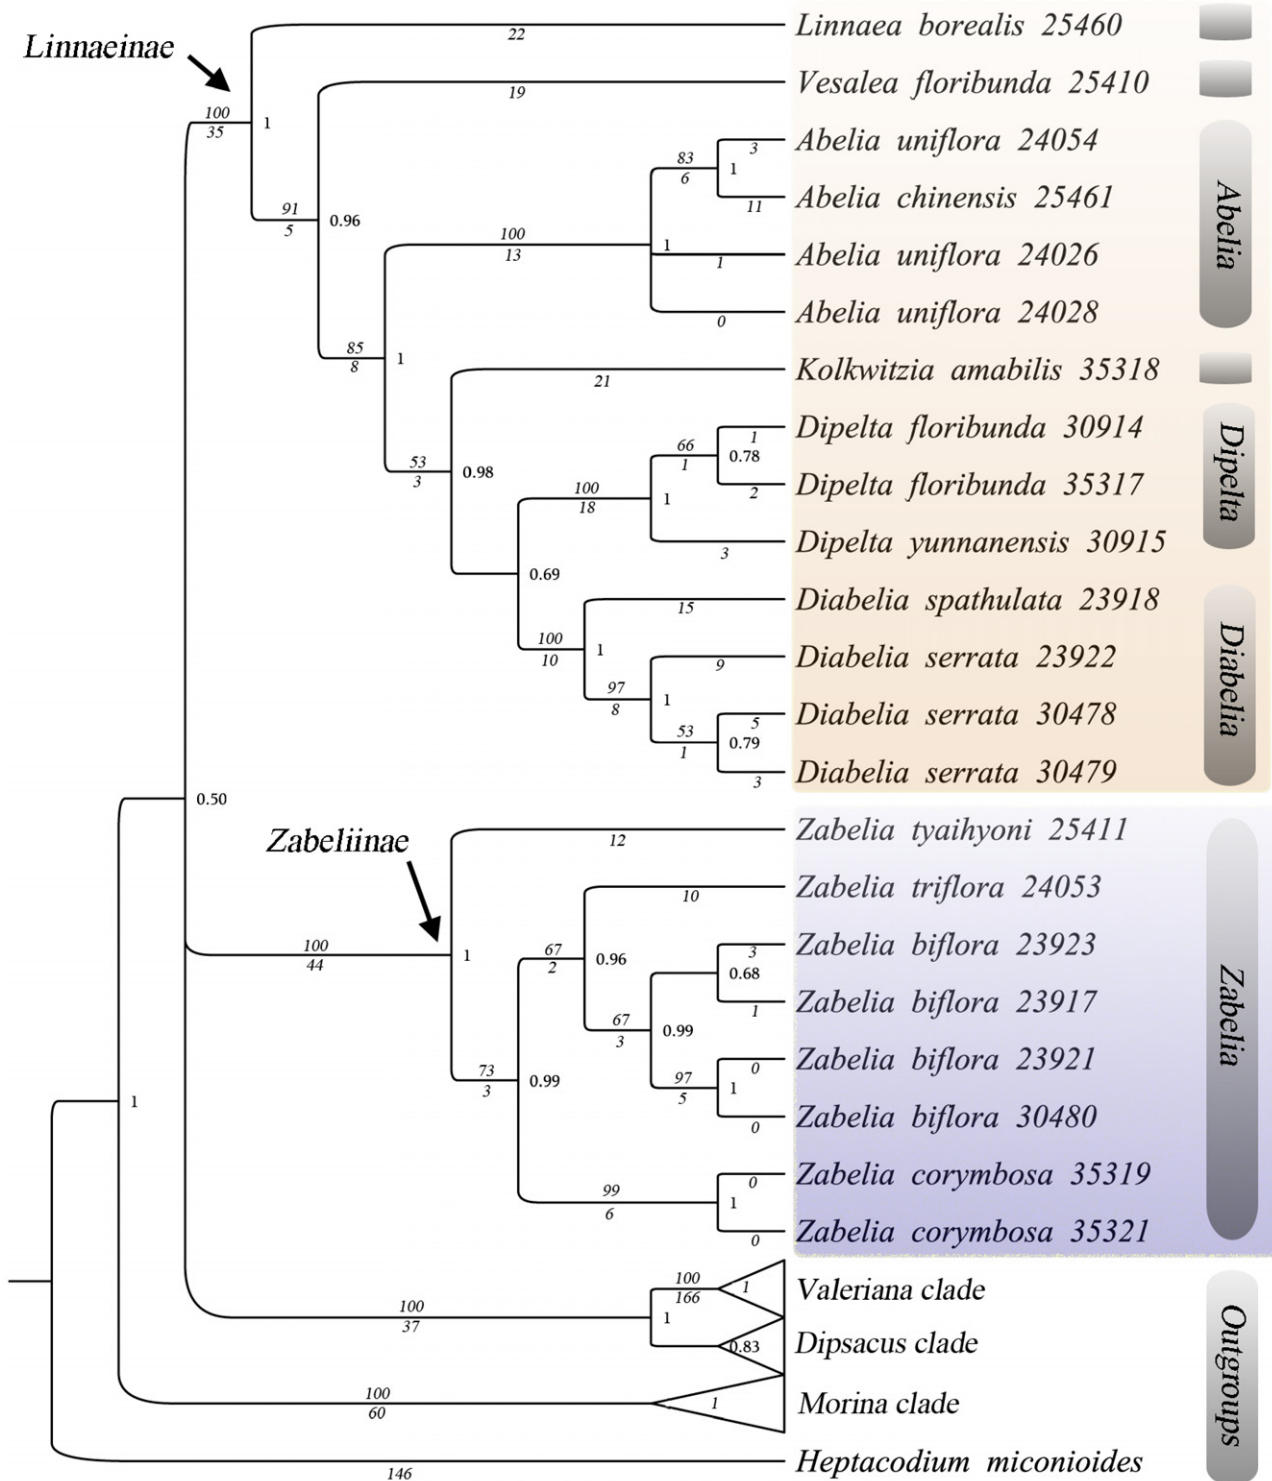 Linnaeinae
22
Linnaea borealis 25460
100
35
1
19
Vesalea floribunda 25410
91
5
0.96
3
Abelia uniflora 24054
83
6
1
11
Abelia chinensis 25461
100
13
1
1
Abelia uniflora 24026
0
Abelia uniflora 24028
Abelia
85
8
1
21
Kolkwitzia amabilis 35318
53
3
0.98
1
Dipelta floribunda 30914
66
1
0.78
2
Dipelta floribunda 35317
100
18
1
3
Dipelta yunnanensis 30915
Dipelta
0.69
15
Diabelia spathulata 23918
100
10
1
9
Diabelia serrata 23922
97
8
1
5
Diabelia serrata 30478
53
1
0.79
3
Diabelia serrata 30479
Diabelia
0.50
Zabeliinae
12
Zabelia tyaihyoni 25411
10
Zabelia triflora 24053
100
44
1
67
2
0.96
3
Zabelia biflora 23923
0.68
1
Zabelia biflora 23917
67
3
0.99
0
Zabelia biflora 23921
97
5
1
0
Zabelia biflora 30480
73
3
0.99
0
Zabelia corymbosa 35319
99
6
1
0
Zabelia corymbosa 35321
Zabelia
1
100
166
1
Valeriana clade
100
37
1
0.83
Dipsacus clade
100
60
1
Morina clade
146
Heptacodium miconioides
Outgroups